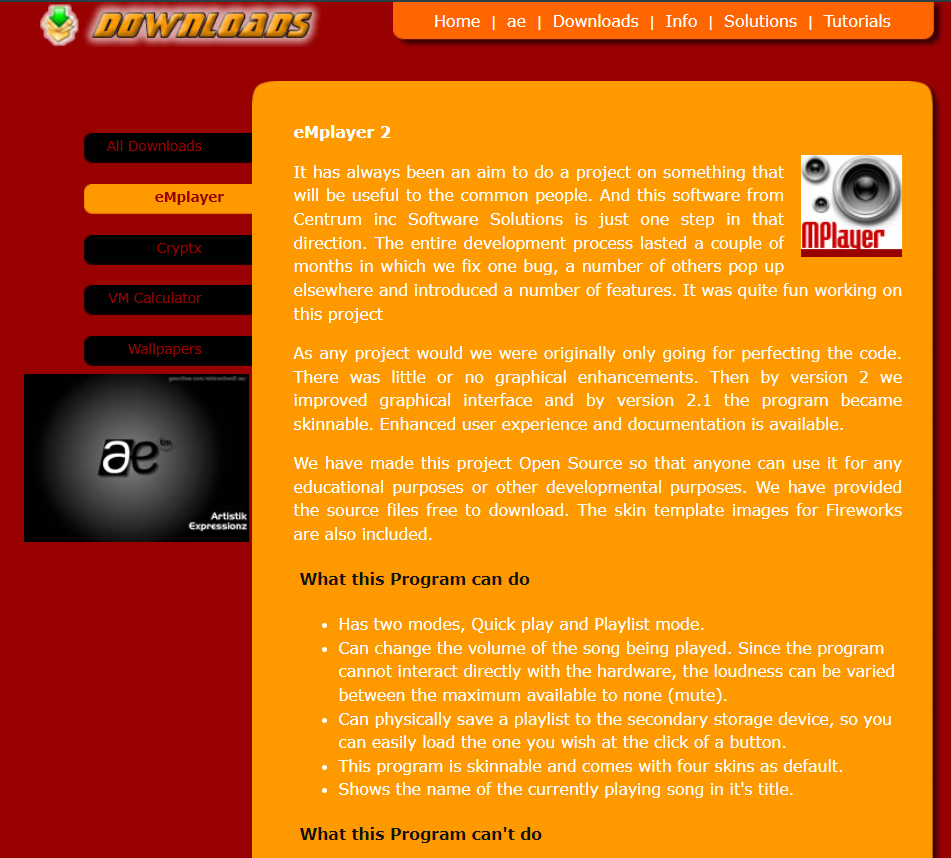 DOWNLOADS
Home | ae | Downloads | Info | Solutions | Tutorials
All Downloads
eMplayer
Cryptx
VM Calculator
Wallpapers
ae tm
Artistik
Expressionz
eMplayer 2
MPlayer
It has always been an aim to do a project on something that
will be useful to the common people. And this software from
Centrum inc Software Solutions is just one step in that
direction. The entire development process lasted a couple of
months in which we fix one bug, a number of others pop up
elsewhere and introduced a number of features. It was quite fun working on
this project
As any project would we were originally only going for perfecting the code.
There was little or no graphical enhancements. Then by version 2 we
improved graphical interface and by version 2.1 the program became
skinnable. Enhanced user experience and documentation is available.
We have made this project Open Source so that anyone can use it for any
educational purposes or other developmental purposes. We have provided
the source files free to download. The skin template images for Fireworks
are also included.
What this Program can do
• Has two modes, Quick play and Playlist mode.
• Can change the volume of the song being played. Since the program
cannot interact directly with the hardware, the loudness can be varied
between the maximum available to none (mute).
• Can physically save a playlist to the secondary storage device, so you
can easily load the one you wish at the click of a button.
• This program is skinnable and comes with four skins as default.
• Shows the name of the currently playing song in it's title.
What this Program can't do